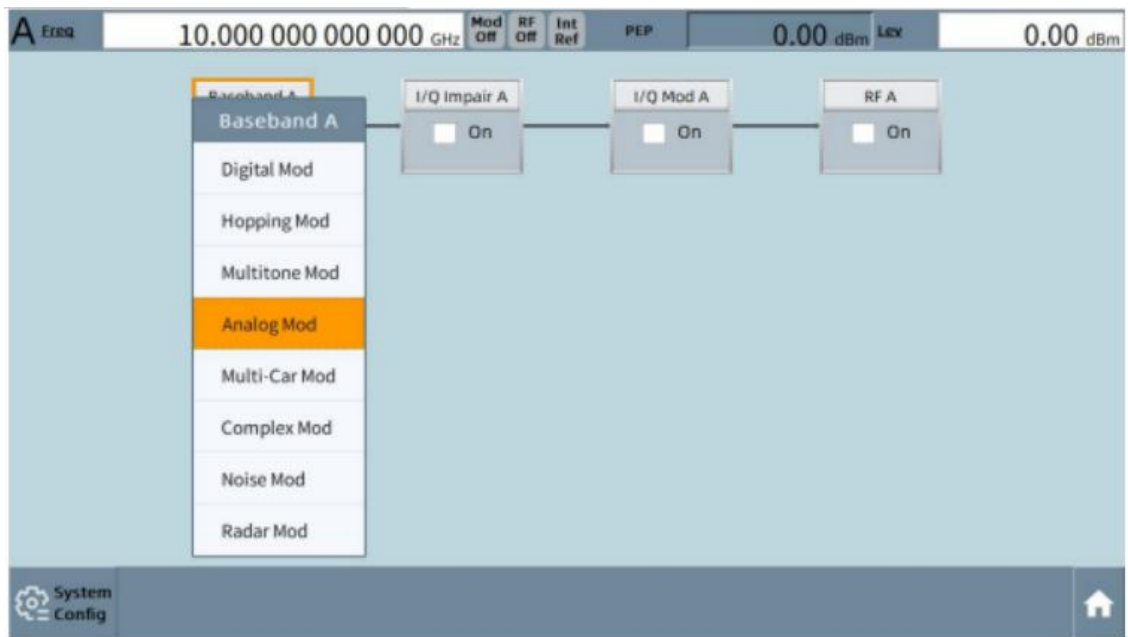 A Freq 10.000 000 000 000 GHz Mod Off RF Off Int Ref PEP 0.00 dBm Lev 0.00 dBm
Baseband A I/Q Impair A I/Q Mod A RF A
Baseband A
On On On
Digital Mod
Hopping Mod
Multitone Mod
Analog Mod
Multi-Car Mod
Complex Mod
Noise Mod
Radar Mod
System
Config